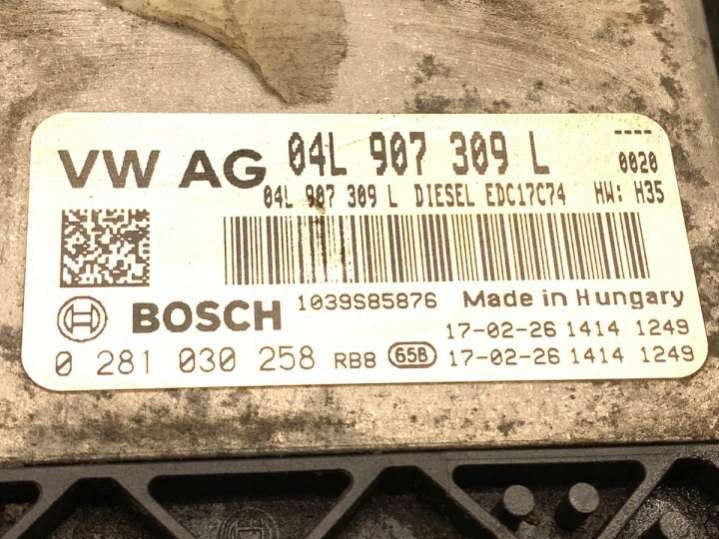 VW AG 04L 907 309 L ----
0020
04L 907 309 L DIESEL EDC17C74 HW: H35
BOSCH 1039S85876 Made in Hungary
17-02-26 1414 1249
0 281 030 258 RBB 65B 17-02-26 1414 1249